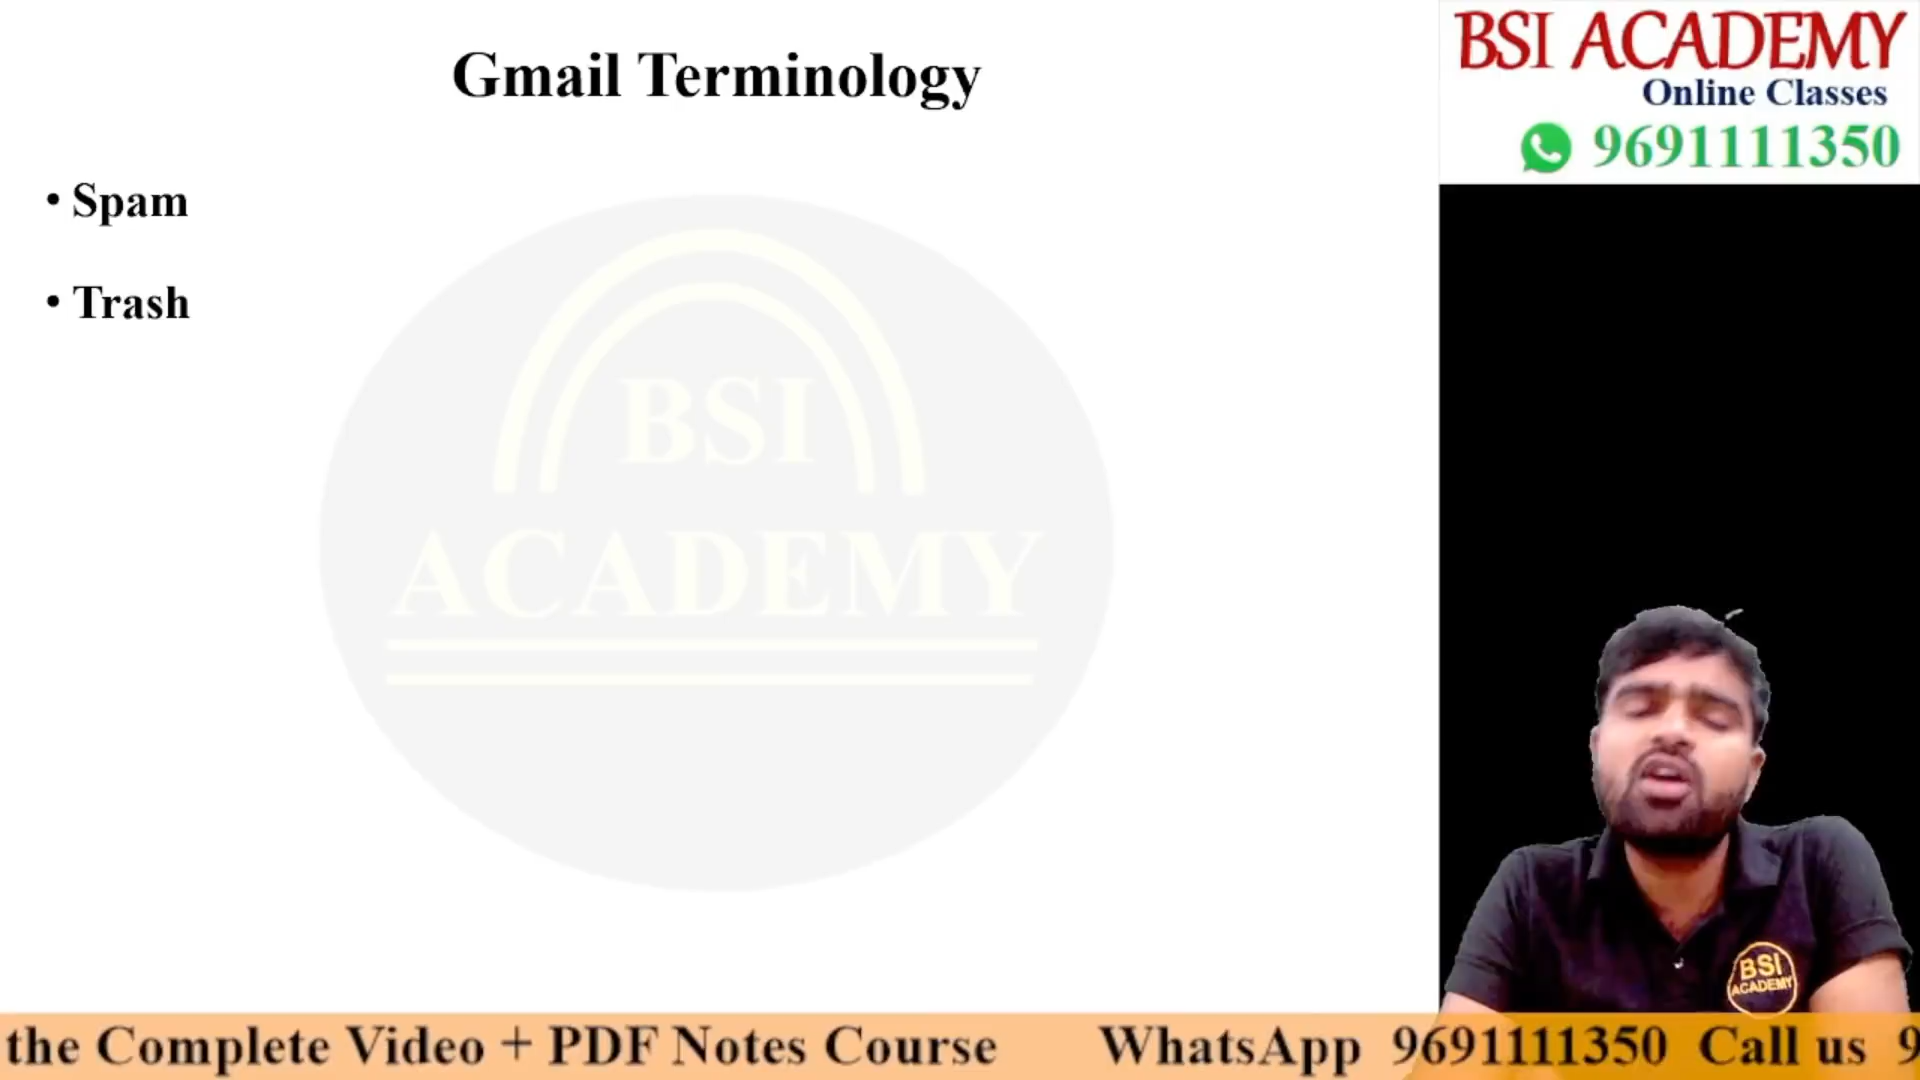 Gmail Terminology
• Spam
• Trash
BSI
ACADEMY
BSI ACADEMY
Online Classes
9691111350
BSI
ACADEMY
the Complete Video + PDF Notes Course WhatsApp 9691111350 Call us 9